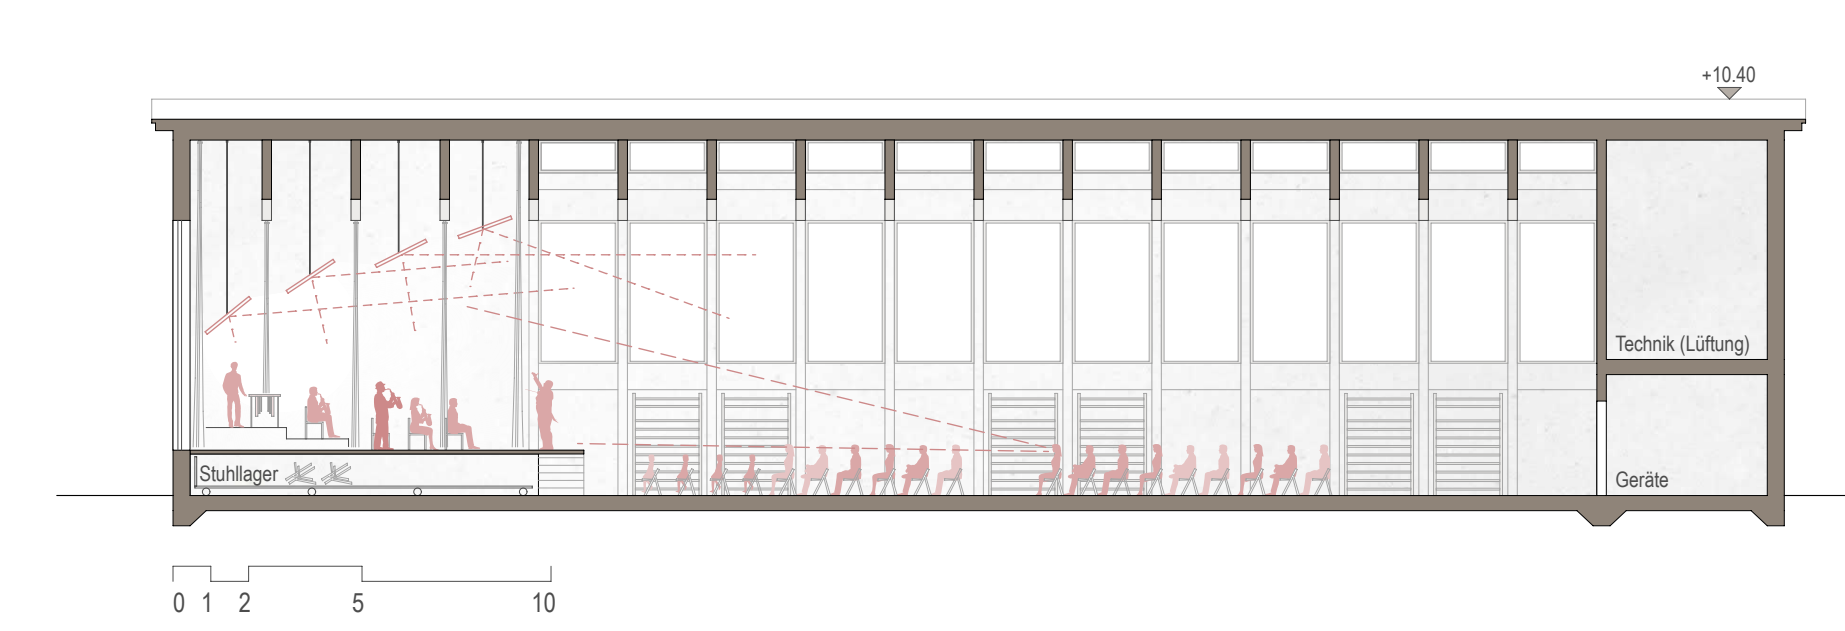 +10.40
Technik (Lüftung)
Stuhllager
Geräte
0 1 2 5 10